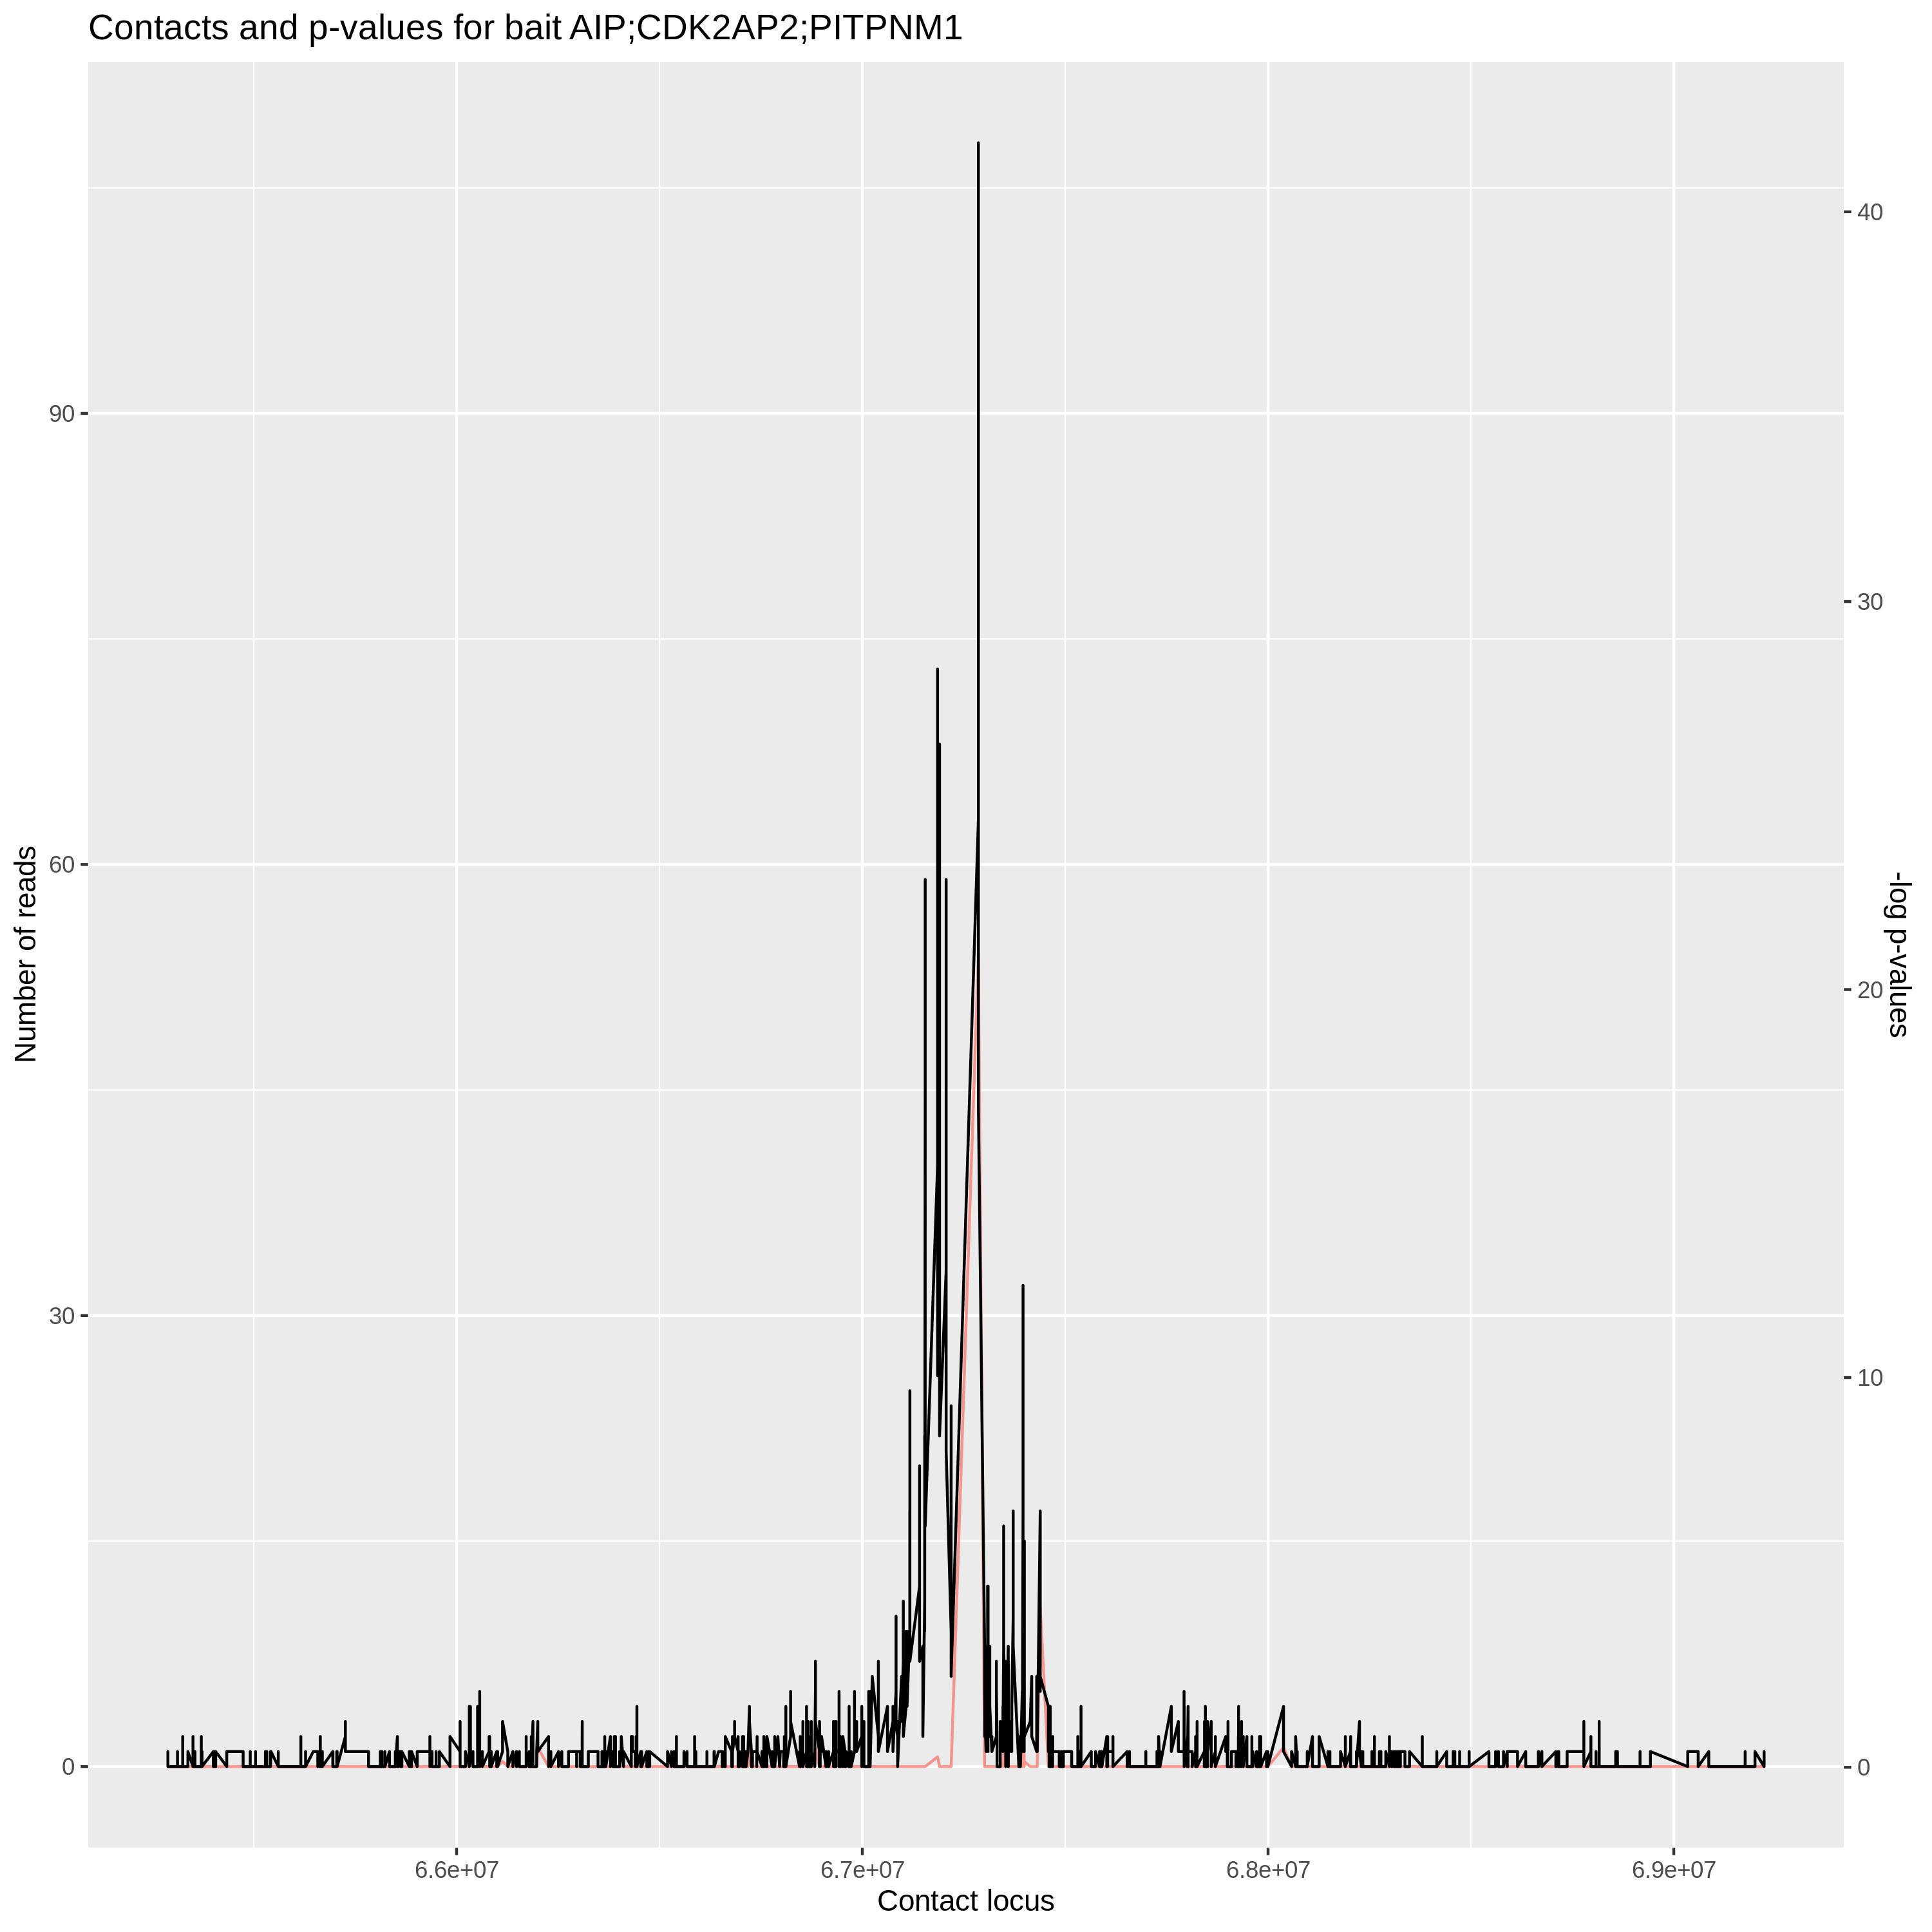 Contacts and p-values for bait AIP;CDK2AP2;PITPNM1
90
60
30
0
Number of reads
40
30
20
10
0
-log p-values
6.6e+07 6.7e+07 6.8e+07 6.9e+07
Contact locus